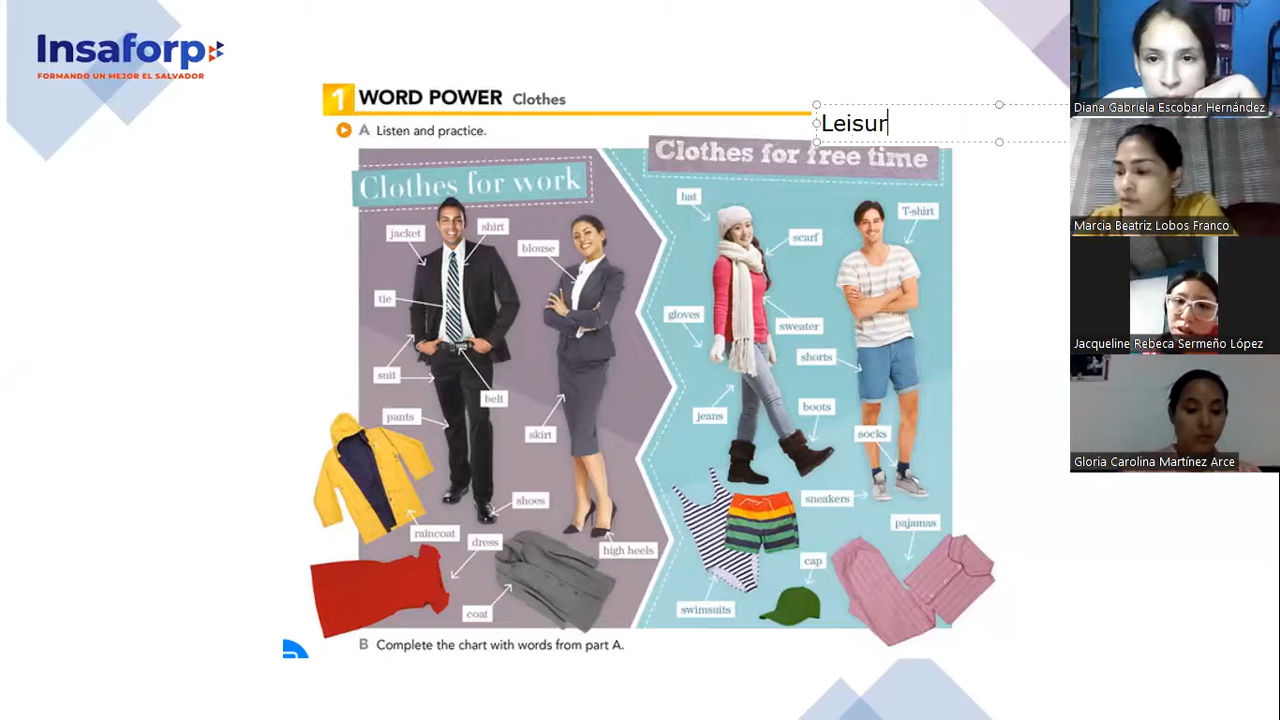 Insaforp
FORMANDO UN MEJOR EL SALVADOR
1 WORD POWER Clothes
A Listen and practice.
Leisur
Clothes for work
Clothes for free time
jacket
shirt
blouse
tie
suit
belt
pants
skirt
shoes
raincoat
dress
high heels
coat
hat
T-shirt
scarf
gloves
sweater
shorts
jeans
boots
socks
sneakers
pajamas
cap
swimsuits
B Complete the chart with words from part A.
Diana Gabriela Escobar Hernández
Marcia Beatriz Lobos Franco
Jacqueline Rebeca Sermeño López
Gloria Carolina Martínez Arce